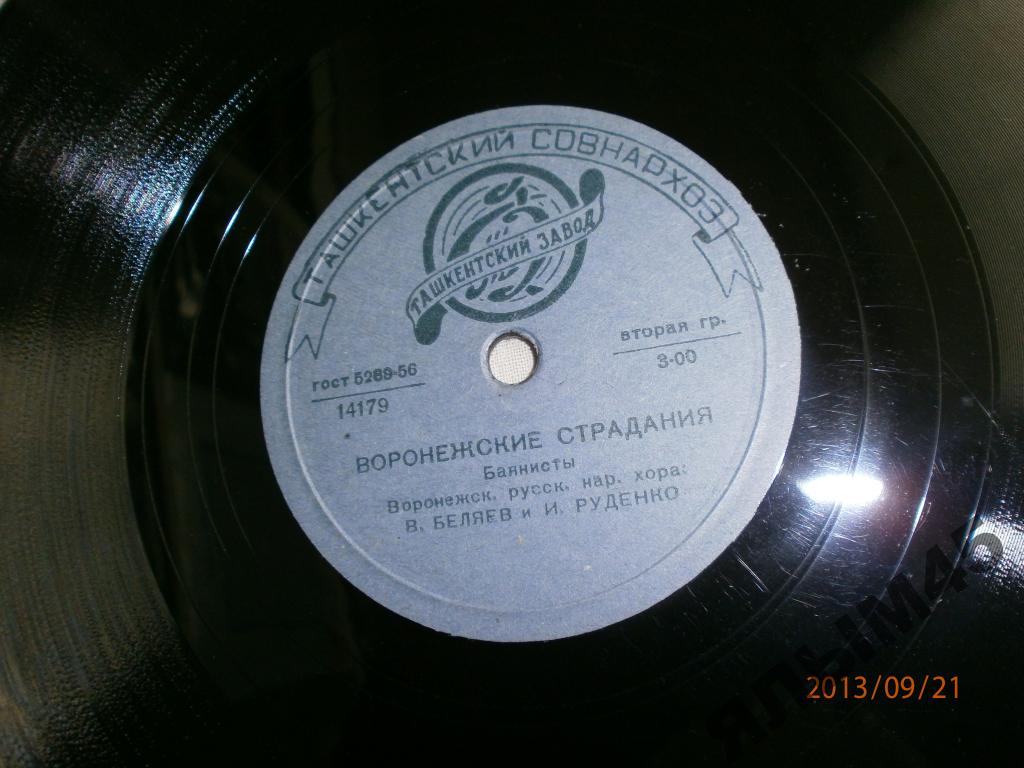 ТАШКЕНТСКИЙ СОВНАРХОЗ
ТАШКЕНТСКИЙ ЗАВОД
гост 5289-56
14179
вторая гр.
3-00
ВОРОНЕЖСКИЕ СТРАДАНИЯ
Баянисты
Воронежск. русск. нар. хора:
В. БЕЛЯЕВ и И. РУДЕНКО
ЯЛЫМ45
2013/09/21